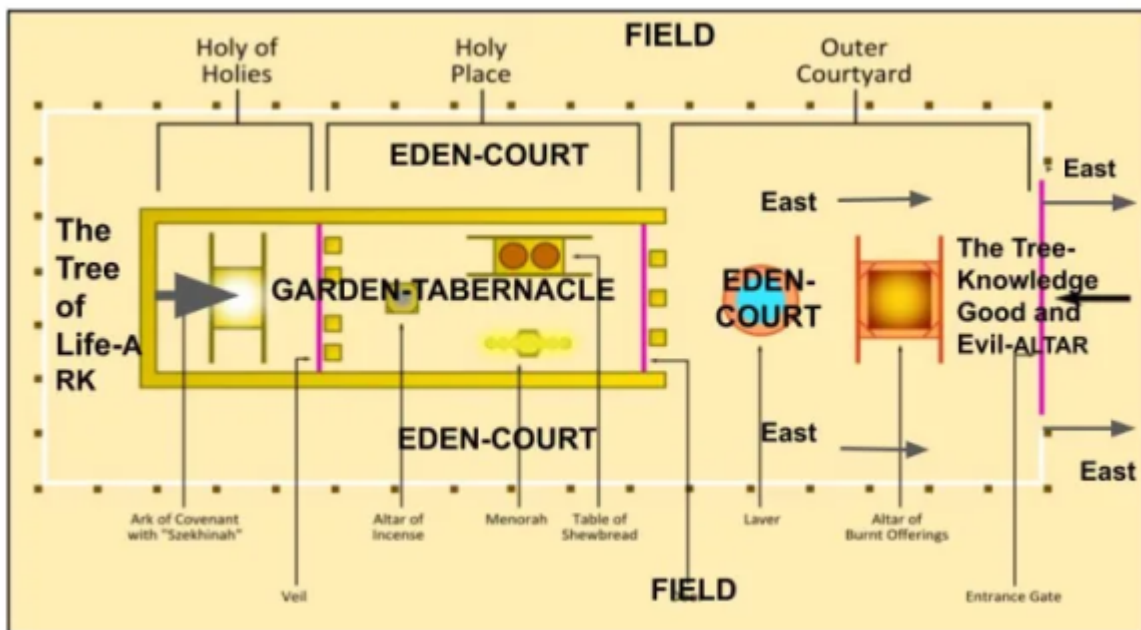 FIELD
Holy of
Holies
Holy
Place
Outer
Courtyard
EDEN-COURT
East
East
The
Tree
of
Life-A
RK
GARDEN-TABERNACLE
EDEN-
COURT
The Tree-
Knowledge
Good and
Evil-ALTAR
EDEN-COURT
East
East
Ark of Covenant
with "Szekhinah"
Altar of
Incense
Menorah
Table of
Shewbread
Laver
Altar of
Burnt Offerings
Veil
FIELD
Entrance Gate